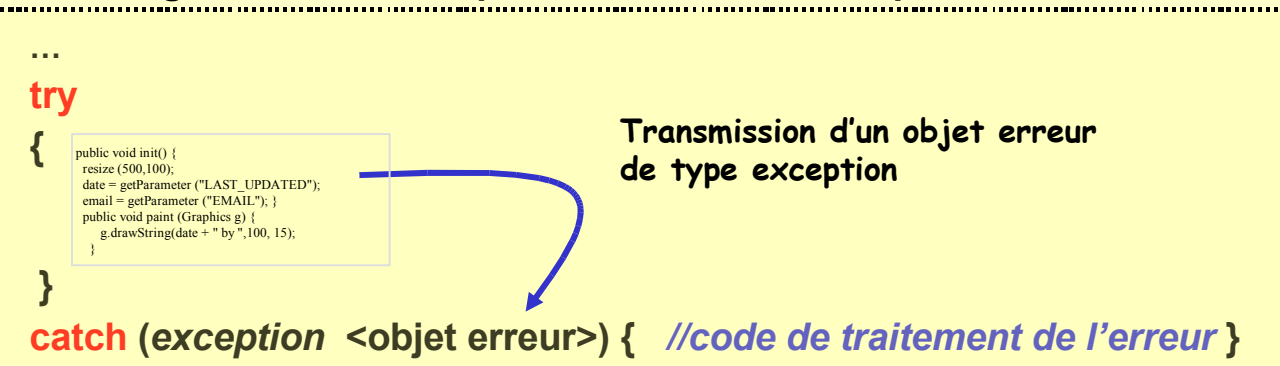 …
try
{
public void init() {
resize (500,100);
date = getParameter ("LAST_UPDATED");
email = getParameter ("EMAIL"); }
public void paint (Graphics g) {
g.drawString(date + " by ",100, 15);
}
Transmission d'un objet erreur
de type exception
}
catch (exception <objet erreur>) { //code de traitement de l'erreur }